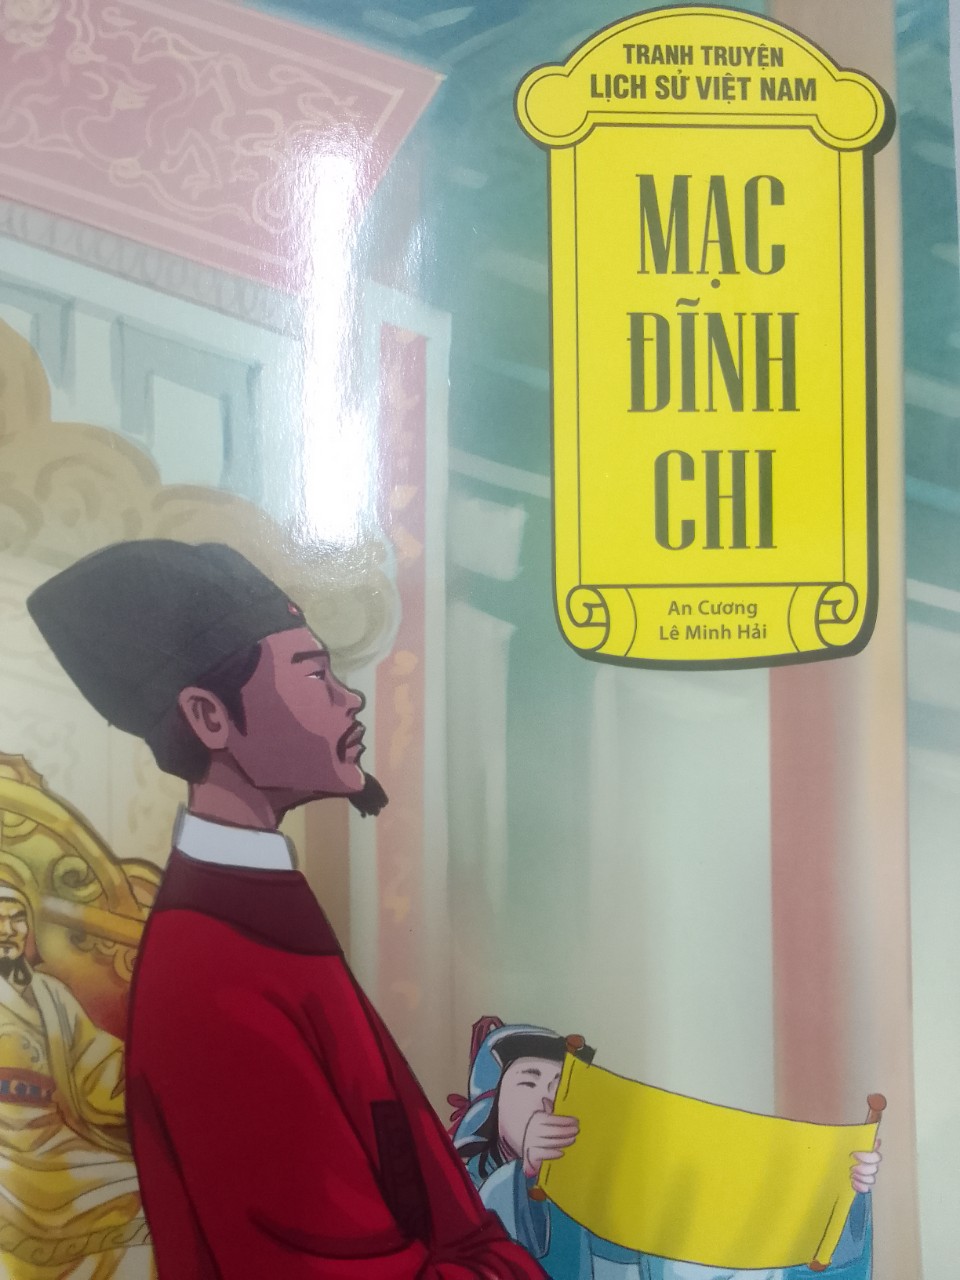 TRANH TRUYỆN
LỊCH SỬ VIỆT NAM
MẠC
ĐĨNH
CHI
An Cương
Lê Minh Hải